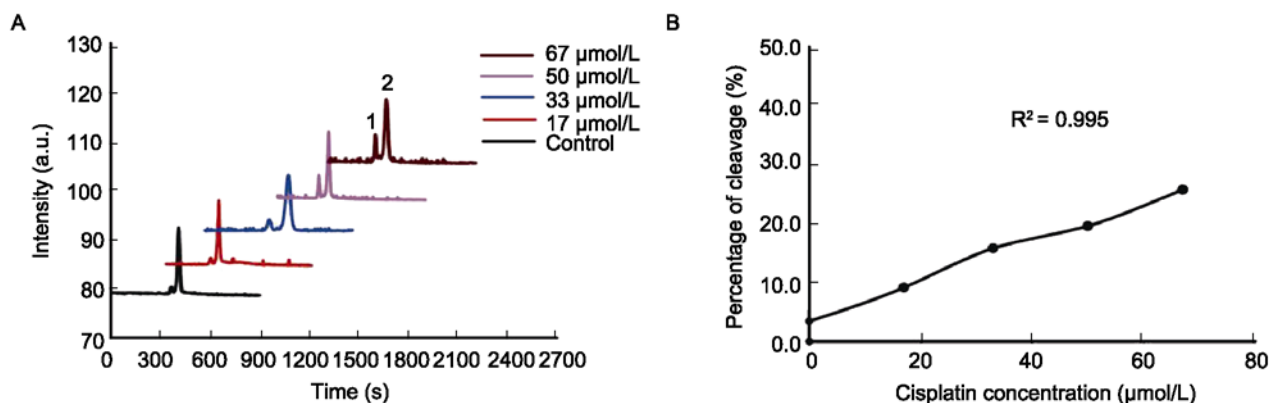 A
Intensity (a.u.)
130
120
110
100
90
80
70
0 300 600 900 1200 1500 1800 2100 2400 2700
Time (s)
67 µmol/L
50 µmol/L
33 µmol/L
17 µmol/L
Control
1
2
B
Percentage of cleavage (%)
50.0
40.0
30.0
20.0
10.0
0.0
0 20 40 60 80
Cisplatin concentration (µmol/L)
R² = 0.995